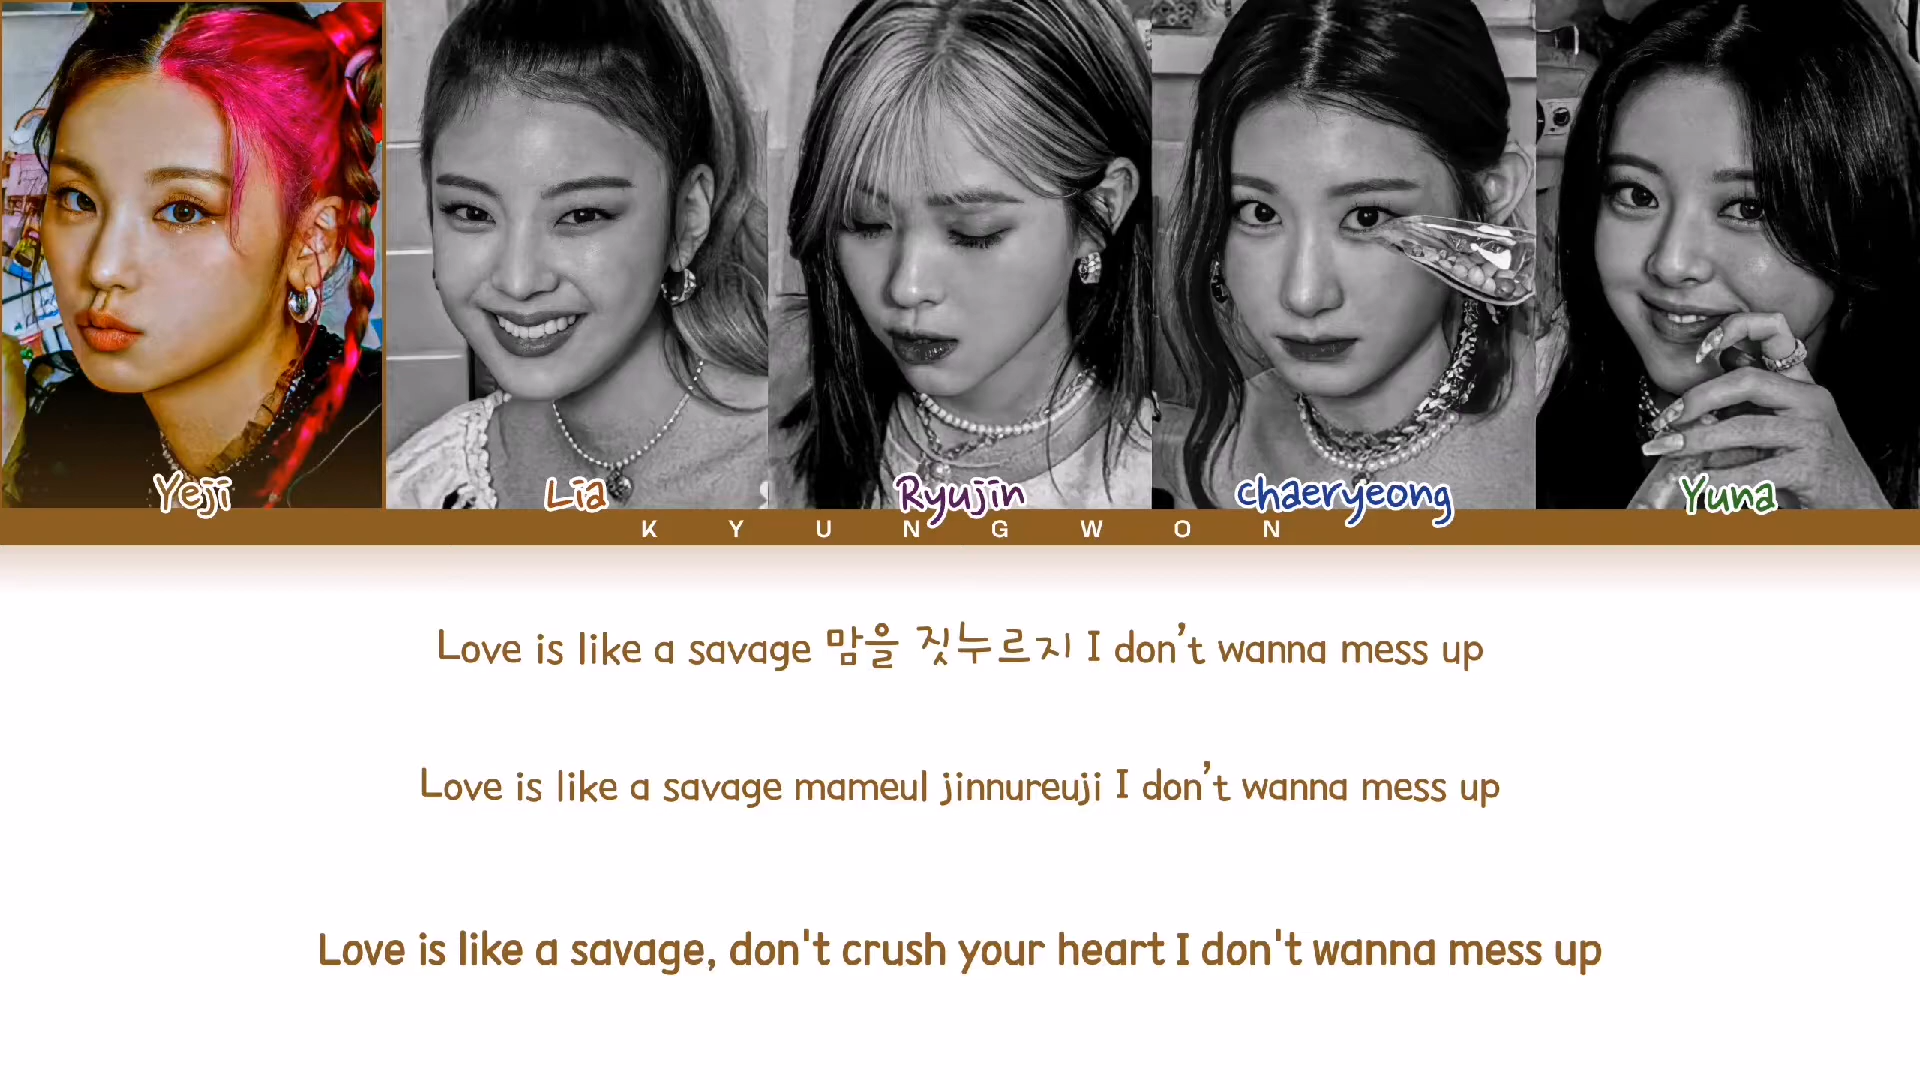 Yeji Lia Ryujin chaeryeong Yuna
KYUNGWON
Love is like a savage 맘을 짓누르지 I don’t wanna mess up
Love is like a savage mameul jinnureuji I don’t wanna mess up
Love is like a savage, don't crush your heart I don't wanna mess up